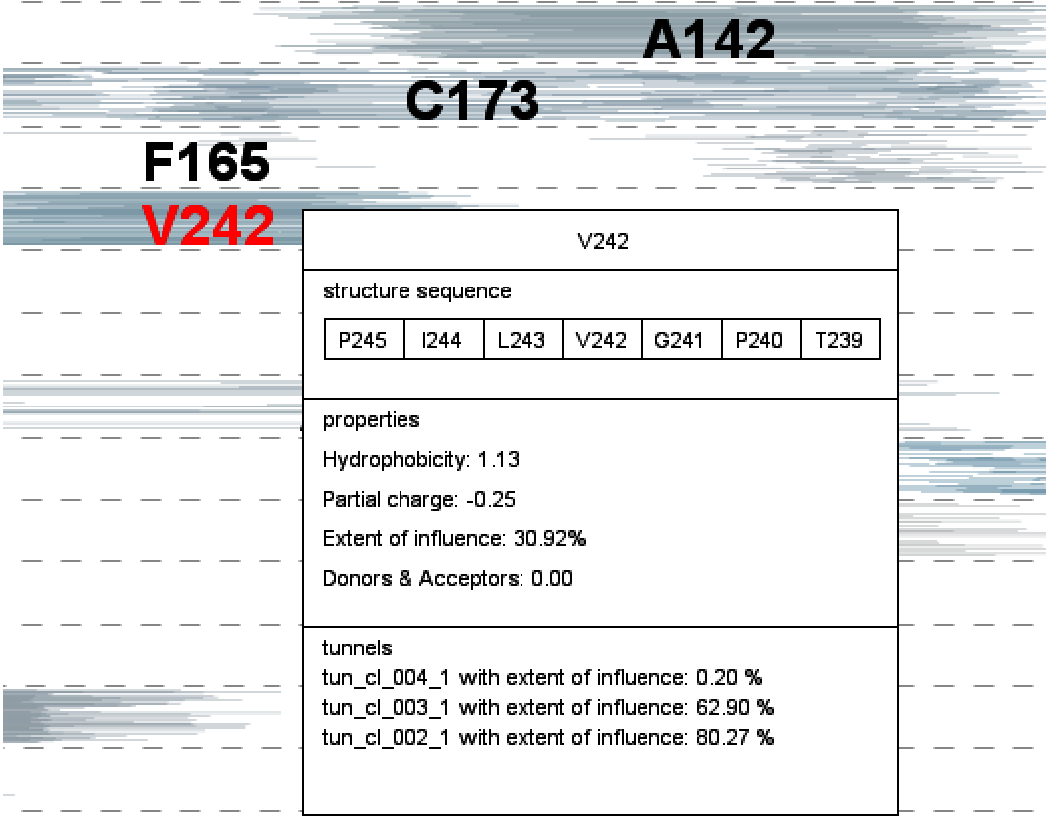 A142
C173
F165
V242
V242
structure sequence
P245 I244 L243 V242 G241 P240 T239
properties
Hydrophobicity: 1.13
Partial charge: -0.25
Extent of influence: 30.92%
Donors & Acceptors: 0.00
tunnels
tun_cl_004_1 with extent of influence: 0.20 %
tun_cl_003_1 with extent of influence: 62.90 %
tun_cl_002_1 with extent of influence: 80.27 %